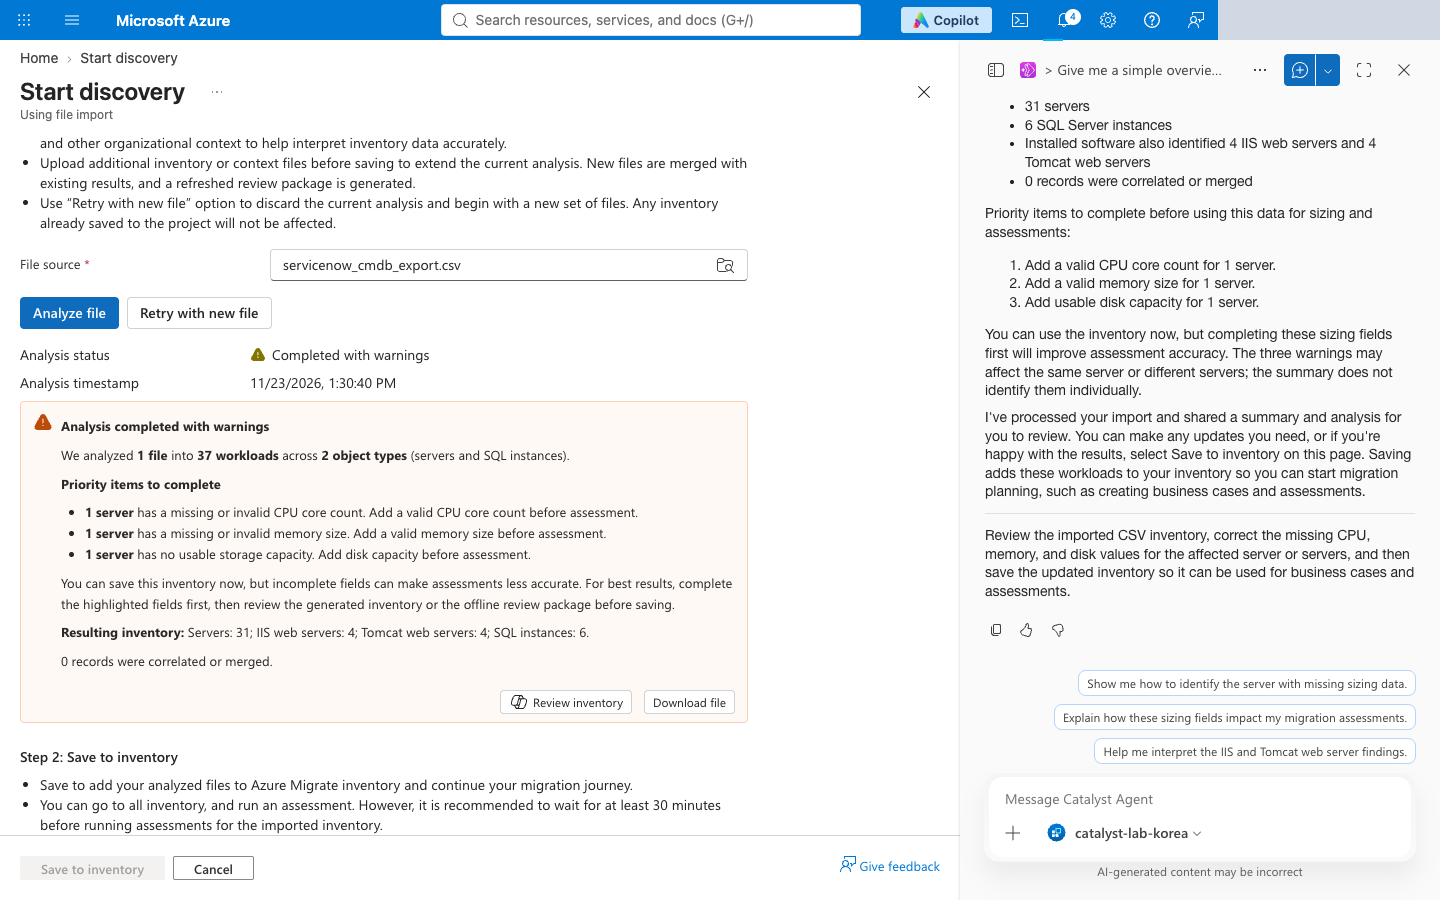 Microsoft Azure
Search resources, services, and docs (G+/)
Copilot
4
Home > Start discovery
Start discovery ...
Using file import
and other organizational context to help interpret inventory data accurately.
• Upload additional inventory or context files before saving to extend the current analysis. New files are merged with
existing results, and a refreshed review package is generated.
• Use “Retry with new file” option to discard the current analysis and begin with a new set of files. Any inventory
already saved to the project will not be affected.
File source *
servicenow_cmdb_export.csv
Analyze file
Retry with new file
Analysis status
Completed with warnings
Analysis timestamp
11/23/2026, 1:30:40 PM
Analysis completed with warnings
We analyzed 1 file into 37 workloads across 2 object types (servers and SQL instances).
Priority items to complete
• 1 server has a missing or invalid CPU core count. Add a valid CPU core count before assessment.
• 1 server has a missing or invalid memory size. Add a valid memory size before assessment.
• 1 server has no usable storage capacity. Add disk capacity before assessment.
You can save this inventory now, but incomplete fields can make assessments less accurate. For best results, complete
the highlighted fields first, then review the generated inventory or the offline review package before saving.
Resulting inventory: Servers: 31; IIS web servers: 4; Tomcat web servers: 4; SQL instances: 6.
0 records were correlated or merged.
Review inventory
Download file
Step 2: Save to inventory
• Save to add your analyzed files to Azure Migrate inventory and continue your migration journey.
• You can go to all inventory, and run an assessment. However, it is recommended to wait for at least 30 minutes
before running assessments for the imported inventory.
Save to inventory
Cancel
Give feedback
> Give me a simple overvie...
• 31 servers
• 6 SQL Server instances
• Installed software also identified 4 IIS web servers and 4
Tomcat web servers
• 0 records were correlated or merged
Priority items to complete before using this data for sizing and
assessments:
1. Add a valid CPU core count for 1 server.
2. Add a valid memory size for 1 server.
3. Add usable disk capacity for 1 server.
You can use the inventory now, but completing these sizing fields
first will improve assessment accuracy. The three warnings may
affect the same server or different servers; the summary does not
identify them individually.
I've processed your import and shared a summary and analysis for
you to review. You can make any updates you need, or if you're
happy with the results, select Save to inventory on this page. Saving
adds these workloads to your inventory so you can start migration
planning, such as creating business cases and assessments.
Review the imported CSV inventory, correct the missing CPU,
memory, and disk values for the affected server or servers, and then
save the updated inventory so it can be used for business cases and
assessments.
Show me how to identify the server with missing sizing data.
Explain how these sizing fields impact my migration assessments.
Help me interpret the IIS and Tomcat web server findings.
Message Catalyst Agent
catalyst-lab-korea
AI-generated content may be incorrect